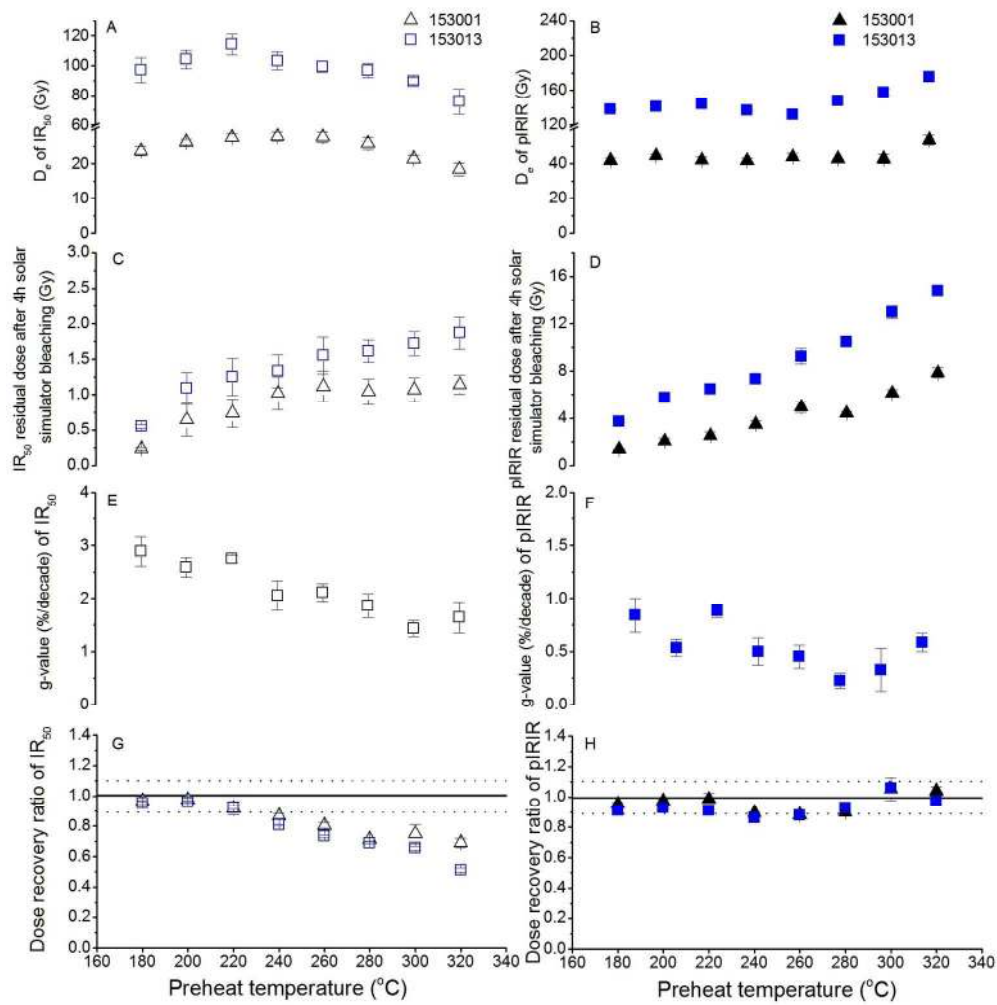 A
153001
153013
120
100
80
60
20
0
Dₑ of IR₅₀ (Gy)
B
153001
153013
240
200
160
120
80
40
0
Dₑ of pIRIR (Gy)
C
3.0
2.5
2.0
1.5
1.0
0.5
0.0
IR₅₀ residual dose after 4h solar
simulator bleaching (Gy)
D
16
12
8
4
0
pIRIR residual dose after 4h solar
simulator bleaching (Gy)
E
4
3
2
1
0
g-value (%/decade) of IR₅₀
F
2.0
1.5
1.0
0.5
0.0
g-value (%/decade) of pIRIR
G
1.4
1.2
1.0
0.8
0.6
0.4
0.2
0.0
Dose recovery ratio of IR₅₀
160 180 200 220 240 260 280 300 320 340
Preheat temperature (°C)
H
1.4
1.2
1.0
0.8
0.6
0.4
0.2
0.0
Dose recovery ratio of pIRIR
160 180 200 220 240 260 280 300 320 340
Preheat temperature (°C)